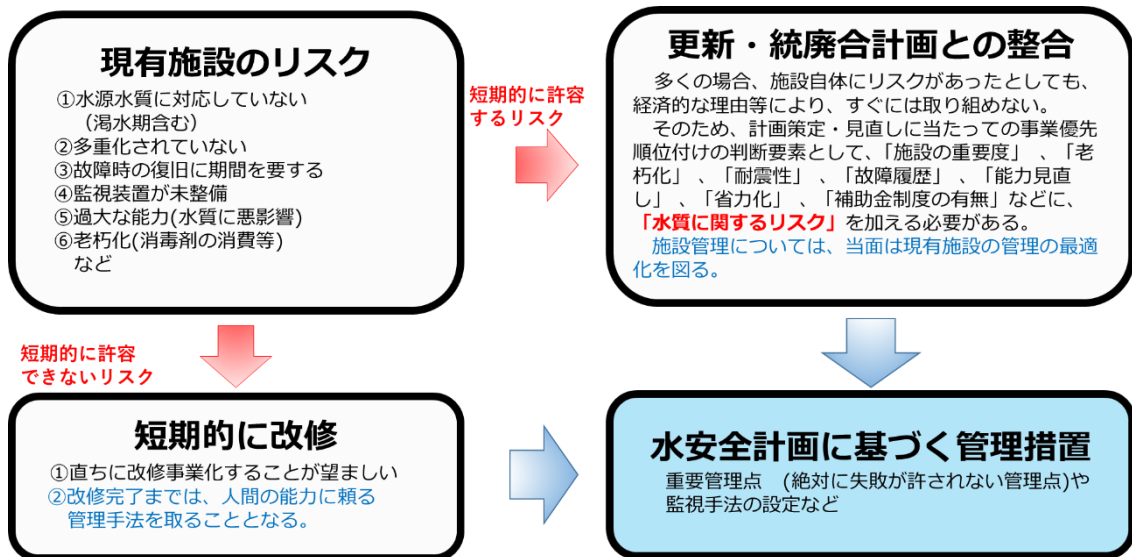 現有施設のリスク
①水源水質に対応していない
（渇水期含む）
②多重化されていない
③故障時の復旧に期間を要する
④監視装置が未整備
⑤過大な能力(水質に悪影響)
⑥老朽化(消毒剤の消費等)
など
短期的に許容
するリスク
更新・統廃合計画との整合
多くの場合、施設自体にリスクがあったとしても、
経済的な理由等により、すぐには取り組めない。
そのため、計画策定・見直しに当たっての事業優先
順位付けの判断要素として、「施設の重要度」 、「老
朽化」 、「耐震性」 、「故障履歴」 、「能力見直
し」 、「省力化」 、「補助金制度の有無」などに、
「水質に関するリスク」を加える必要がある。
施設管理については、当面は現有施設の管理の最適
化を図る。
短期的に許容
できないリスク
短期的に改修
①直ちに改修事業化することが望ましい
②改修完了までは、人間の能力に頼る
管理手法を取ることとなる。
水安全計画に基づく管理措置
重要管理点 (絶対に失敗が許されない管理点)や
監視手法の設定など